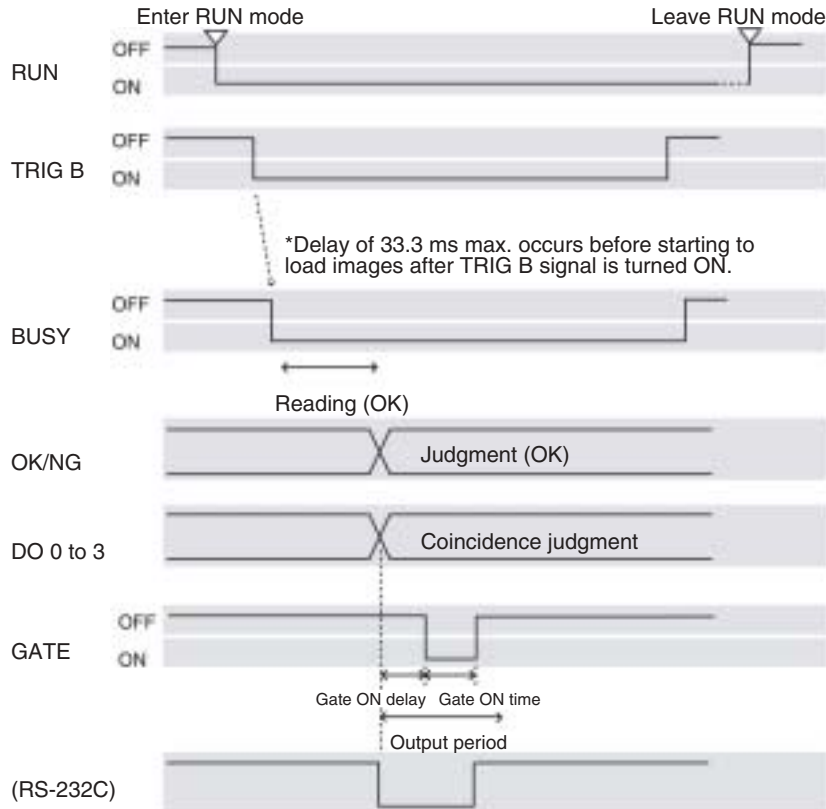 Enter RUN mode
Leave RUN mode
OFF
RUN
ON
OFF
TRIG B
ON
*Delay of 33.3 ms max. occurs before starting to
load images after TRIG B signal is turned ON.
OFF
BUSY
ON
Reading (OK)
OK/NG
Judgment (OK)
DO 0 to 3
Coincidence judgment
OFF
GATE
ON
Gate ON delay
Gate ON time
Output period
(RS-232C)